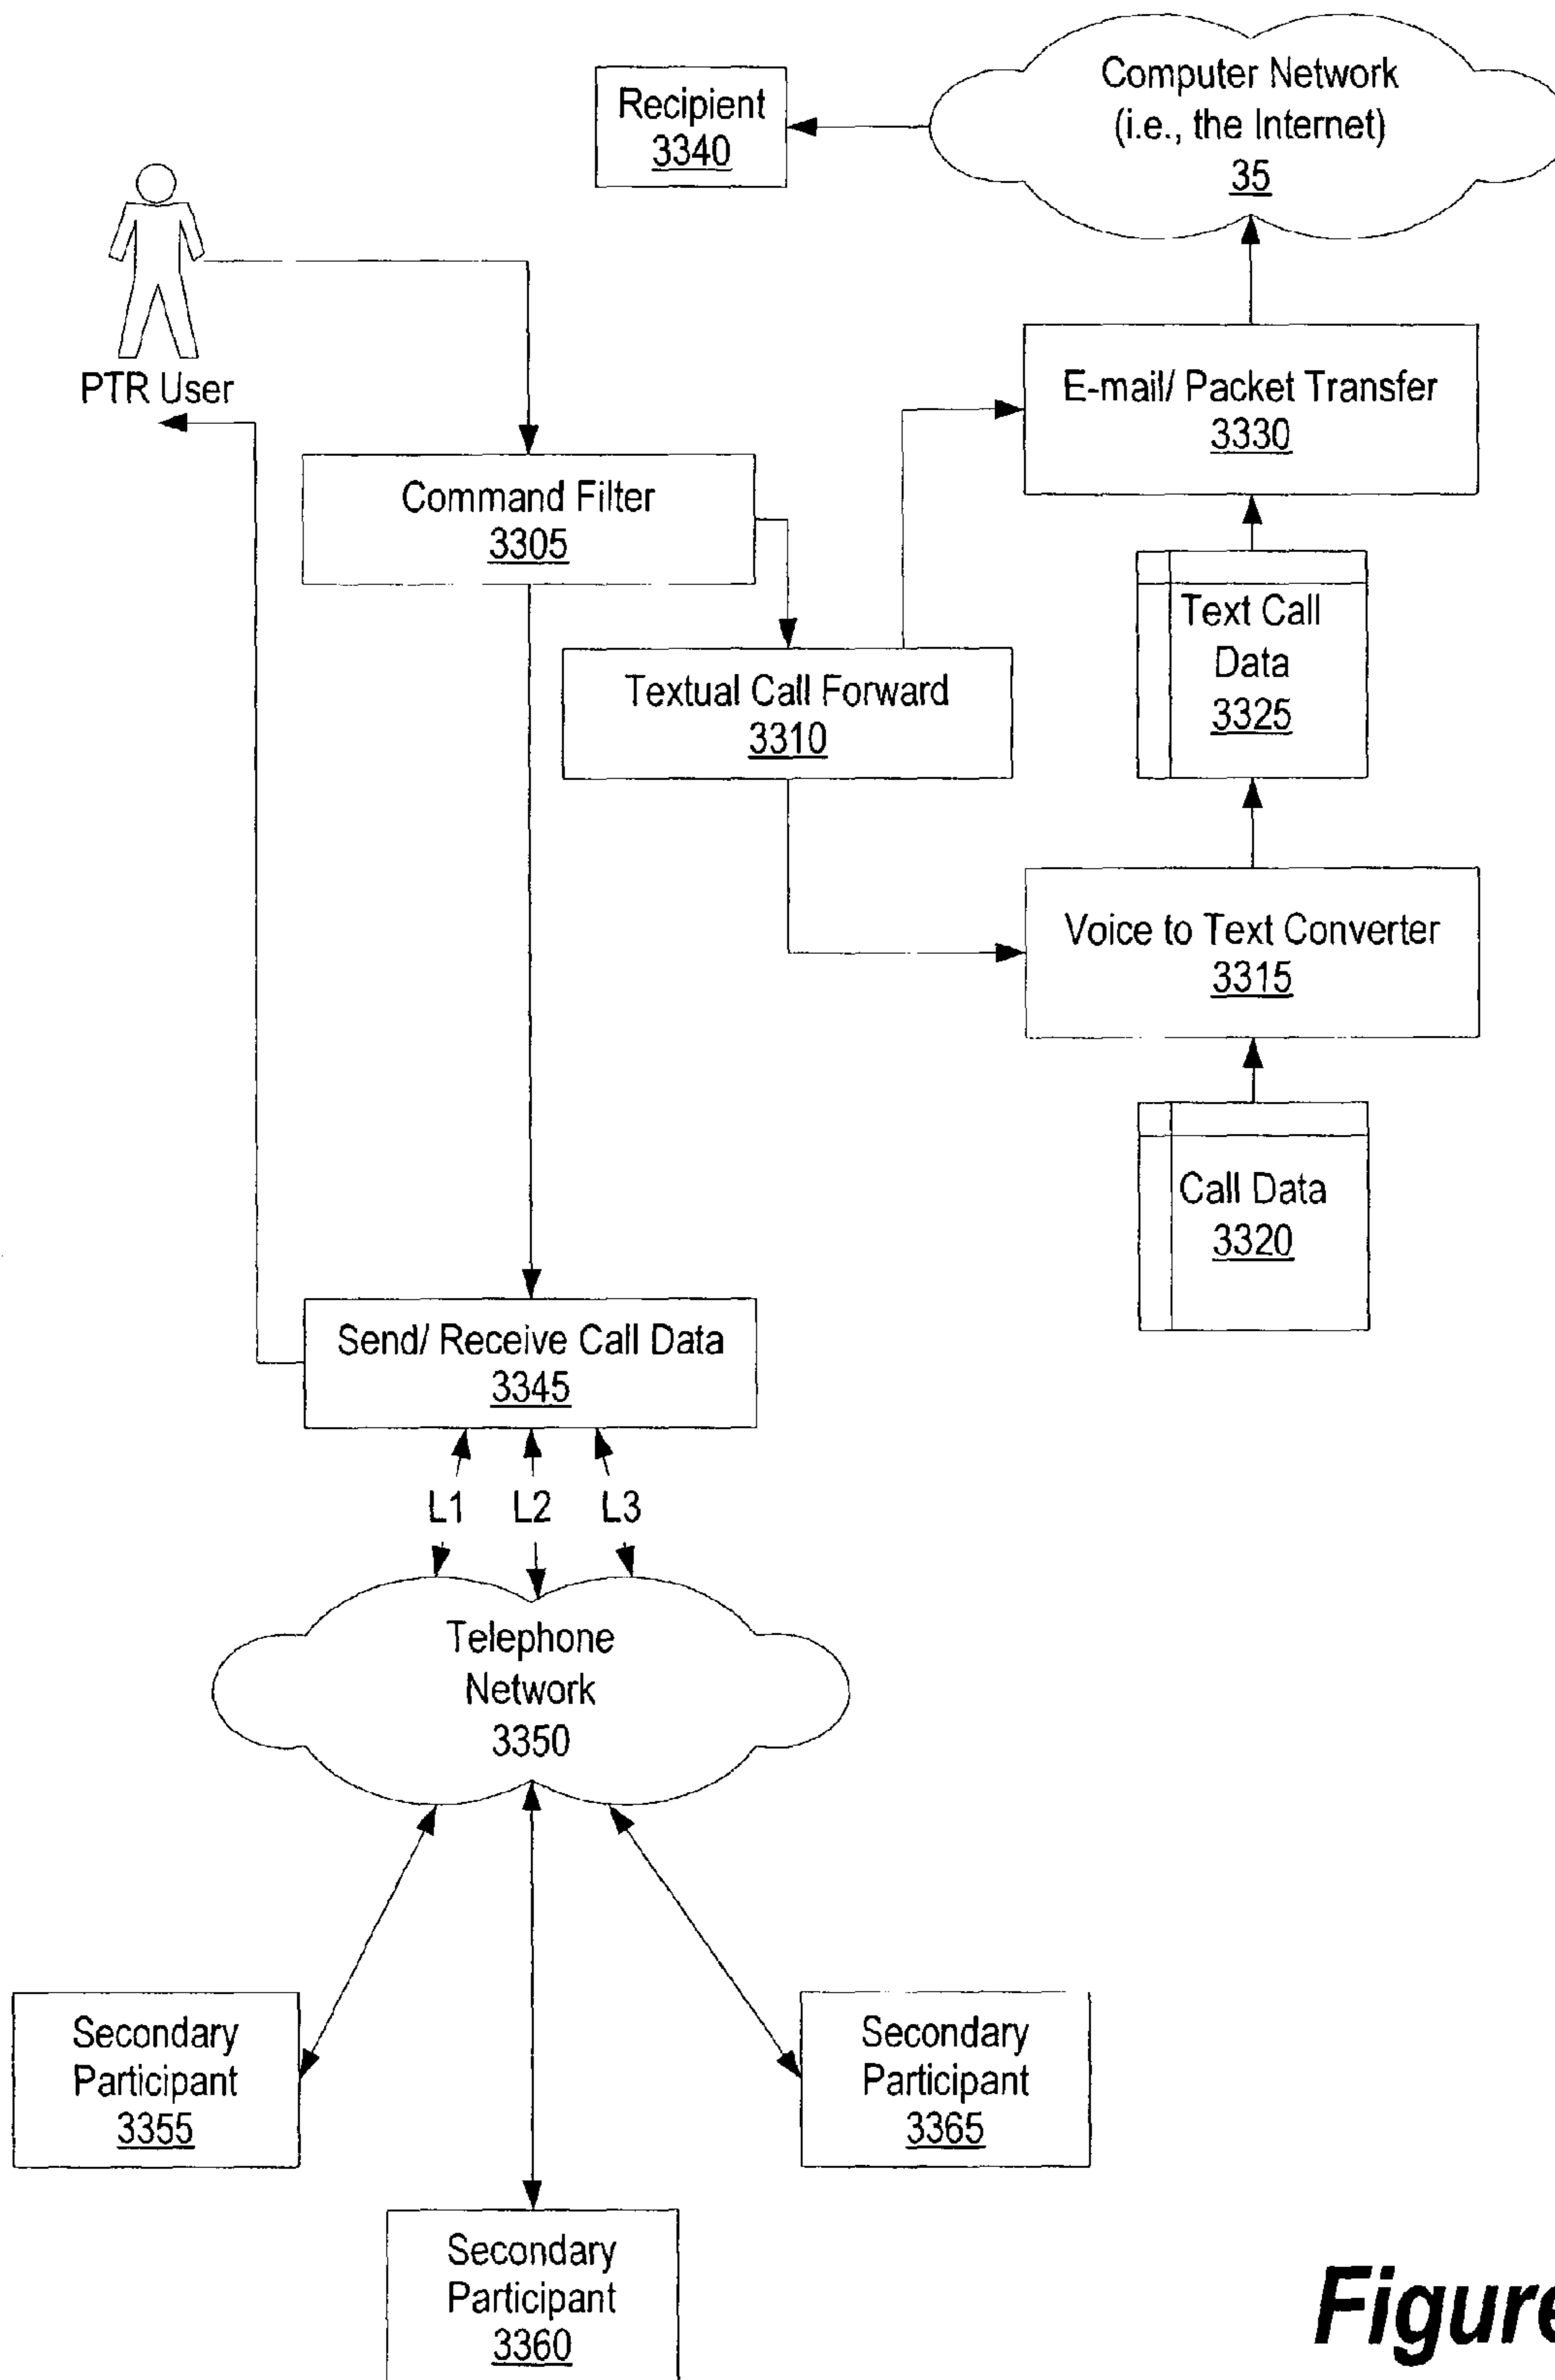 Computer Network
(i.e., the Internet)
35
Recipient
3340
PTR User
E-mail/ Packet Transfer
3330
Command Filter
3305
Text Call
Data
3325
Textual Call Forward
3310
Voice to Text Converter
3315
Call Data
3320
Send/ Receive Call Data
3345
L1 L2 L3
Telephone
Network
3350
Secondary
Participant
3355
Secondary
Participant
3365
Secondary
Participant
3360
Figure